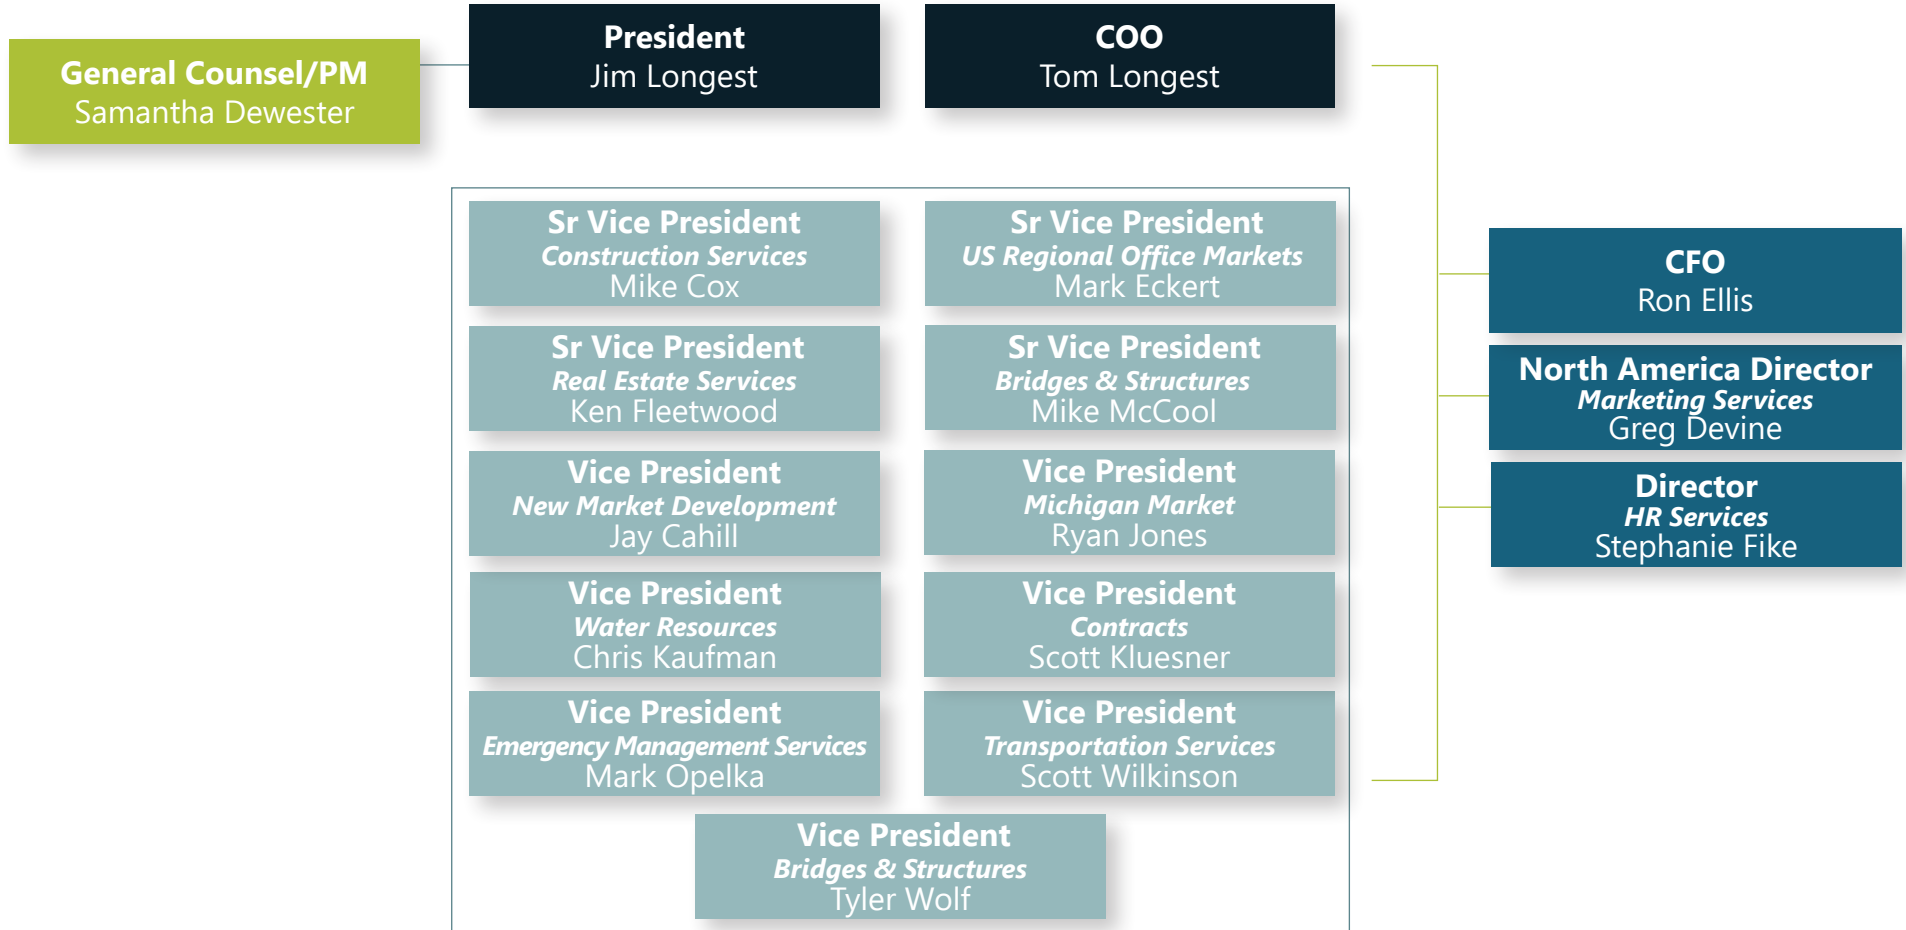 General Counsel/PM
Samantha Dewester
President
Jim Longest
COO
Tom Longest
Sr Vice President
Construction Services
Mike Cox
Sr Vice President
US Regional Office Markets
Mark Eckert
Sr Vice President
Real Estate Services
Ken Fleetwood
Sr Vice President
Bridges & Structures
Mike McCool
Vice President
New Market Development
Jay Cahill
Vice President
Michigan Market
Ryan Jones
Vice President
Water Resources
Chris Kaufman
Vice President
Contracts
Scott Kluesner
Vice President
Emergency Management Services
Mark Opelka
Vice President
Transportation Services
Scott Wilkinson
Vice President
Bridges & Structures
Tyler Wolf
CFO
Ron Ellis
North America Director
Marketing Services
Greg Devine
Director
HR Services
Stephanie Fike